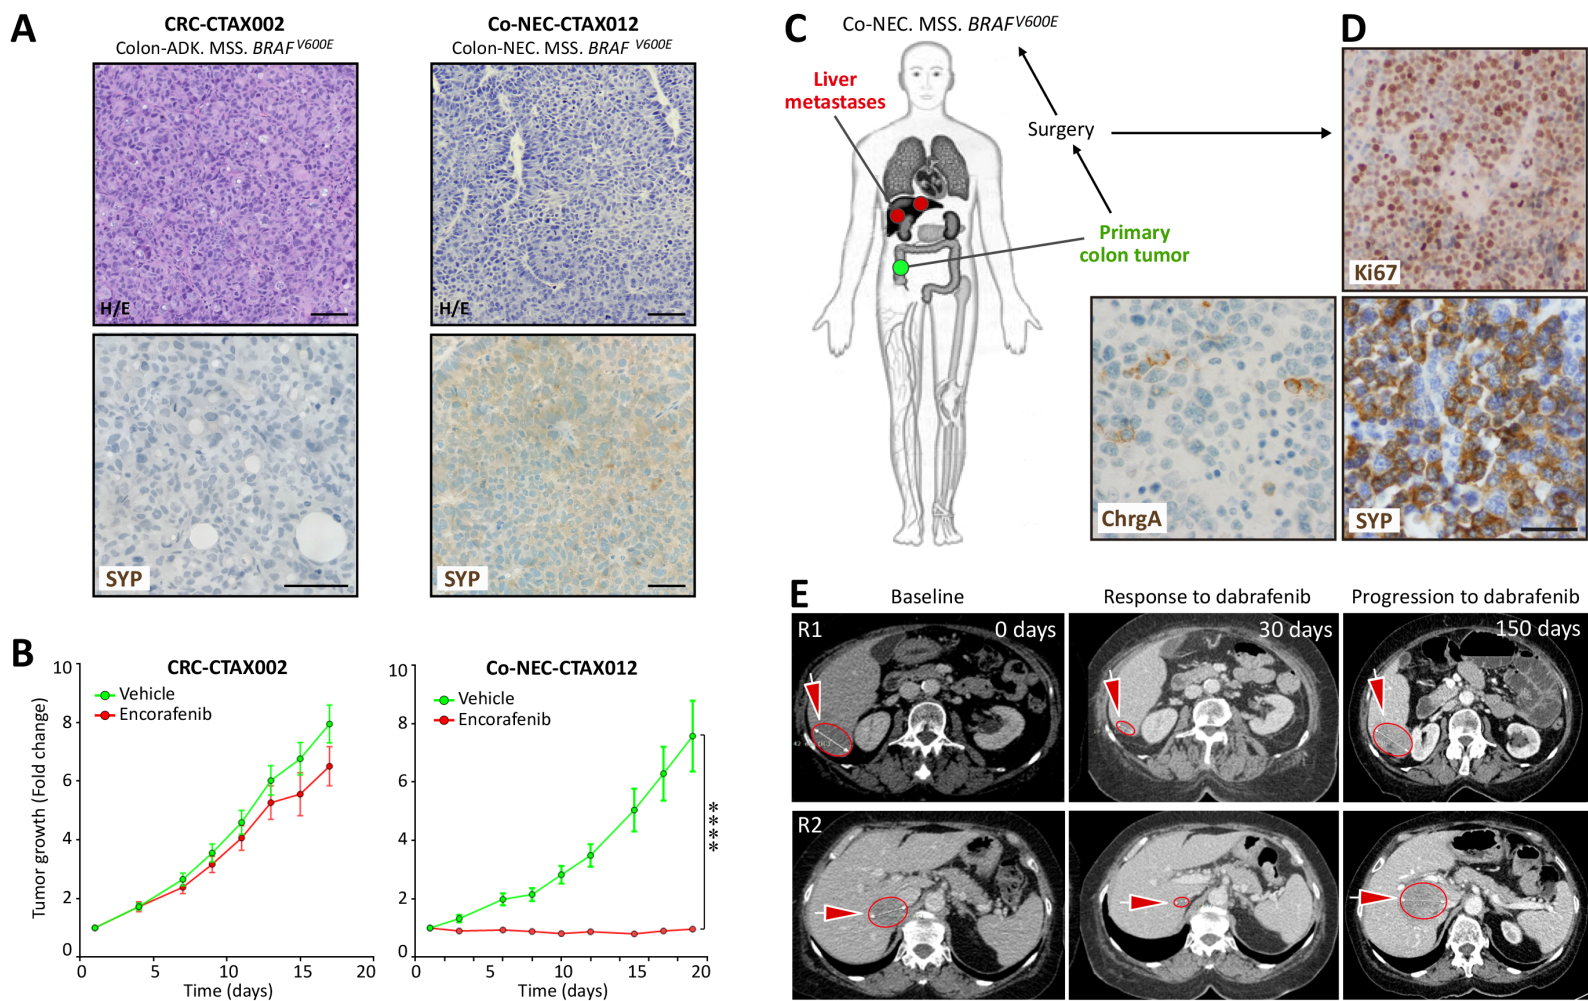 A
CRC-CTAX002
Colon-ADK. MSS. BRAF V600E
Co-NEC-CTAX012
Colon-NEC. MSS. BRAF V600E
H/E
H/E
SYP
SYP
B
CRC-CTAX002
Vehicle
Encorafenib
Tumor growth (Fold change)
10
8
6
4
2
0
0
5
10
15
20
Time (days)
Co-NEC-CTAX012
Vehicle
Encorafenib
10
8
6
4
2
0
0
5
10
15
20
Time (days)
****
C
Co-NEC. MSS. BRAF V600E
Liver
metastases
Surgery
Primary
colon tumor
D
Ki67
ChrgA
SYP
E
Baseline
Response to dabrafenib
Progression to dabrafenib
R1
0 days
30 days
150 days
R2